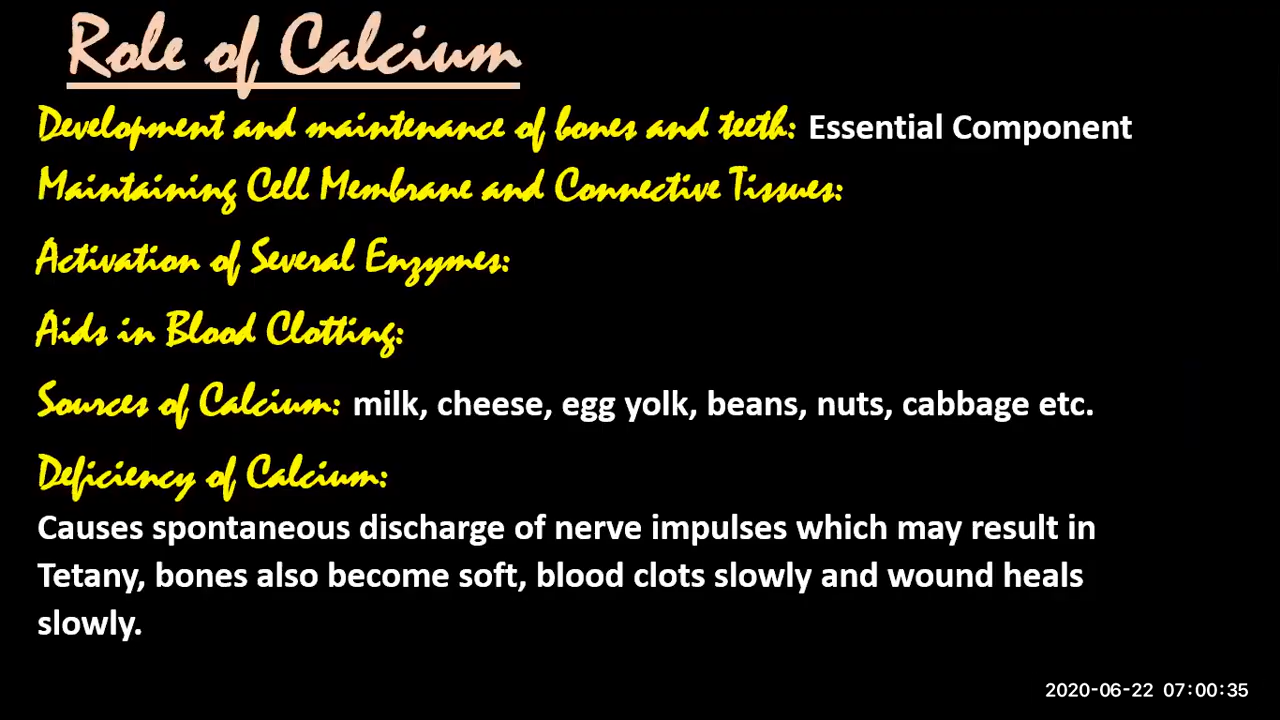 Role of Calcium
Development and maintenance of bones and teeth: Essential Component
Maintaining Cell Membrane and Connective Tissues:
Activation of Several Enzymes:
Aids in Blood Clotting:
Sources of Calcium: milk, cheese, egg yolk, beans, nuts, cabbage etc.
Deficiency of Calcium:
Causes spontaneous discharge of nerve impulses which may result in
Tetany, bones also become soft, blood clots slowly and wound heals
slowly.
2020-06-22 07:00:35